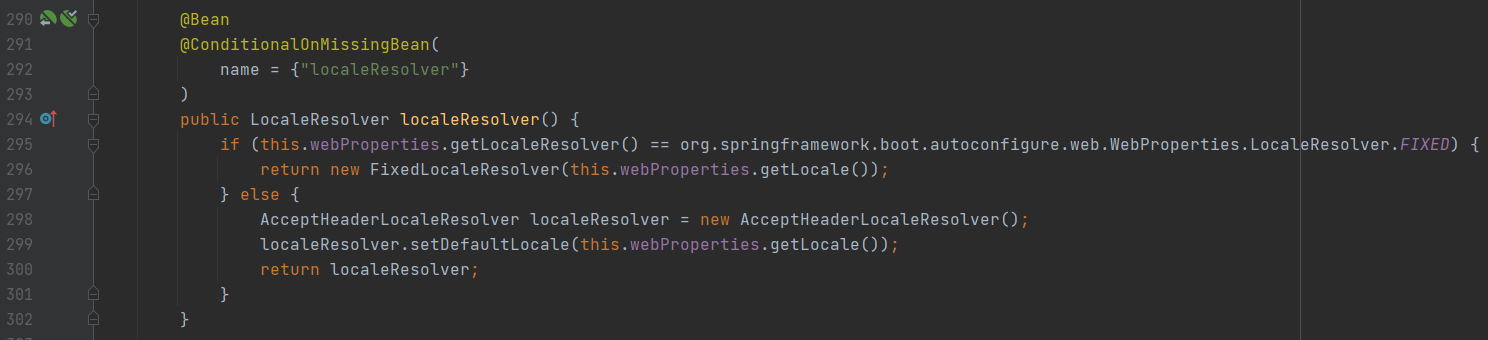 290 @Bean
291 @ConditionalOnMissingBean(
292 name = {"localeResolver"}
293 )
294 public LocaleResolver localeResolver() {
295 if (this.webProperties.getLocaleResolver() == org.springframework.boot.autoconfigure.web.WebProperties.LocaleResolver.FIXED) {
296 return new FixedLocaleResolver(this.webProperties.getLocale());
297 } else {
298 AcceptHeaderLocaleResolver localeResolver = new AcceptHeaderLocaleResolver();
299 localeResolver.setDefaultLocale(this.webProperties.getLocale());
300 return localeResolver;
301 }
302 }